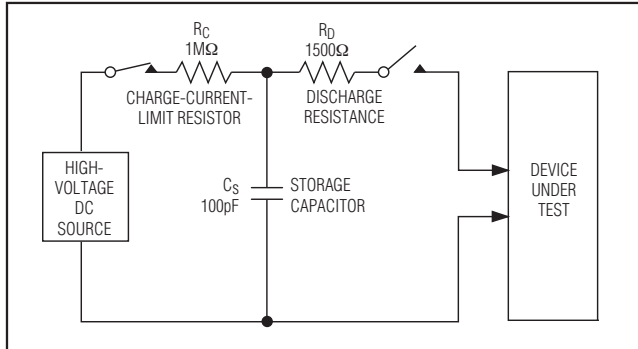 R_C
1MΩ
CHARGE-CURRENT-
LIMIT RESISTOR
R_D
1500Ω
DISCHARGE
RESISTANCE
HIGH-
VOLTAGE
DC
SOURCE
C_S
100pF
STORAGE
CAPACITOR
DEVICE
UNDER
TEST